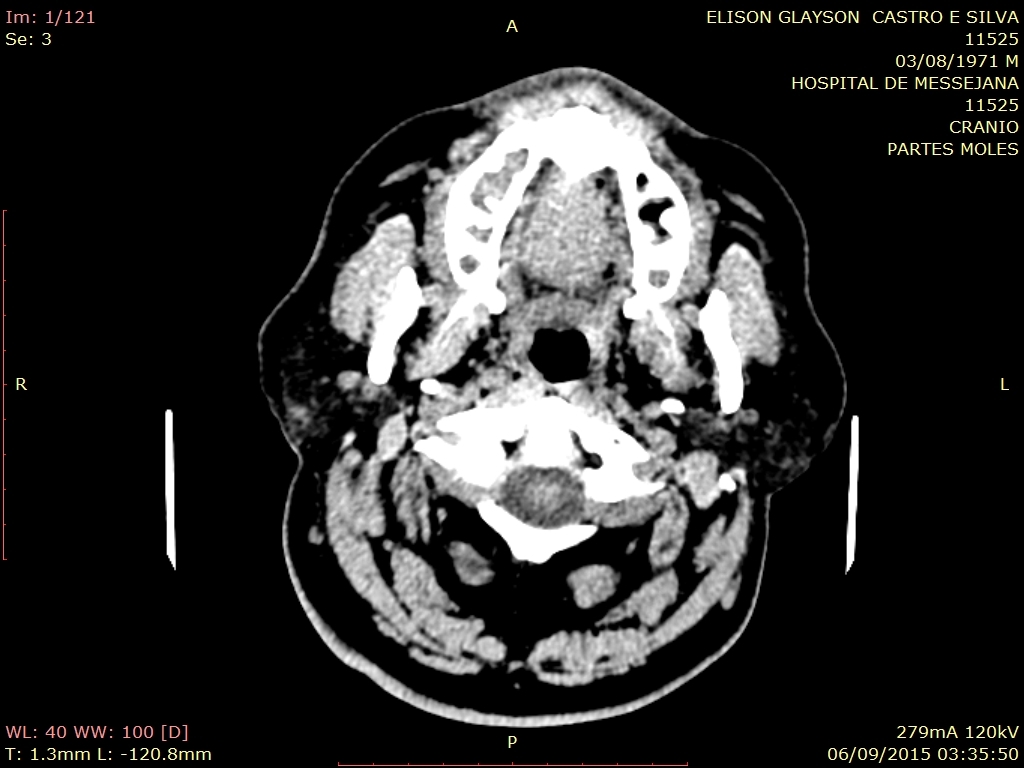 Im: 1/121
Se: 3
A
ELISON GLAYSON CASTRO E SILVA
11525
03/08/1971 M
HOSPITAL DE MESSEJANA
11525
CRANIO
PARTES MOLES
R
L
WL: 40 WW: 100 [D]
T: 1.3mm L: -120.8mm
P
279mA 120kV
06/09/2015 03:35:50